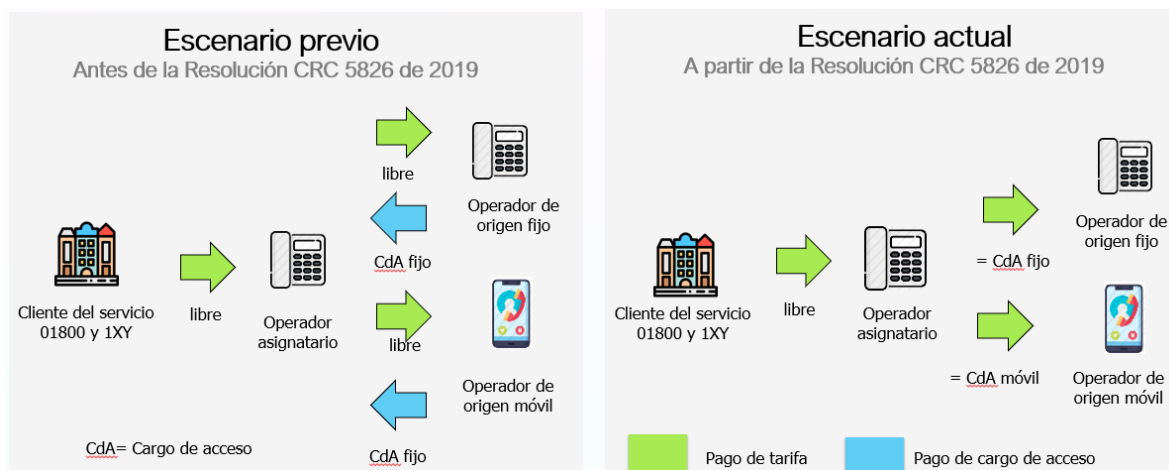 Escenario previo
Antes de la Resolución CRC 5826 de 2019
libre
Operador de
origen fijo
CdA fijo
Cliente del servicio
01800 y 1XY
libre
Operador
asignatario
libre
Operador de
origen móvil
CdA= Cargo de acceso
CdA fijo
Escenario actual
A partir de la Resolución CRC 5826 de 2019
Operador de
origen fijo
= CdA fijo
Cliente del servicio
01800 y 1XY
libre
Operador
asignatario
= CdA móvil
Operador de
origen móvil
Pago de tarifa
Pago de cargo de acceso